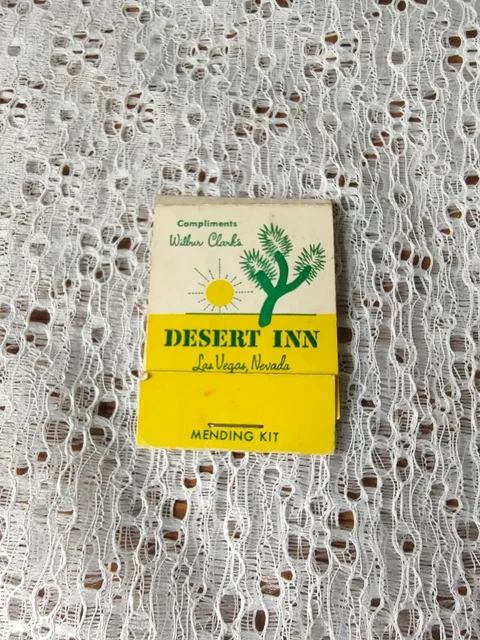 Compliments
Wilbur Clark's
DESERT INN
Las Vegas, Nevada
MENDING KIT